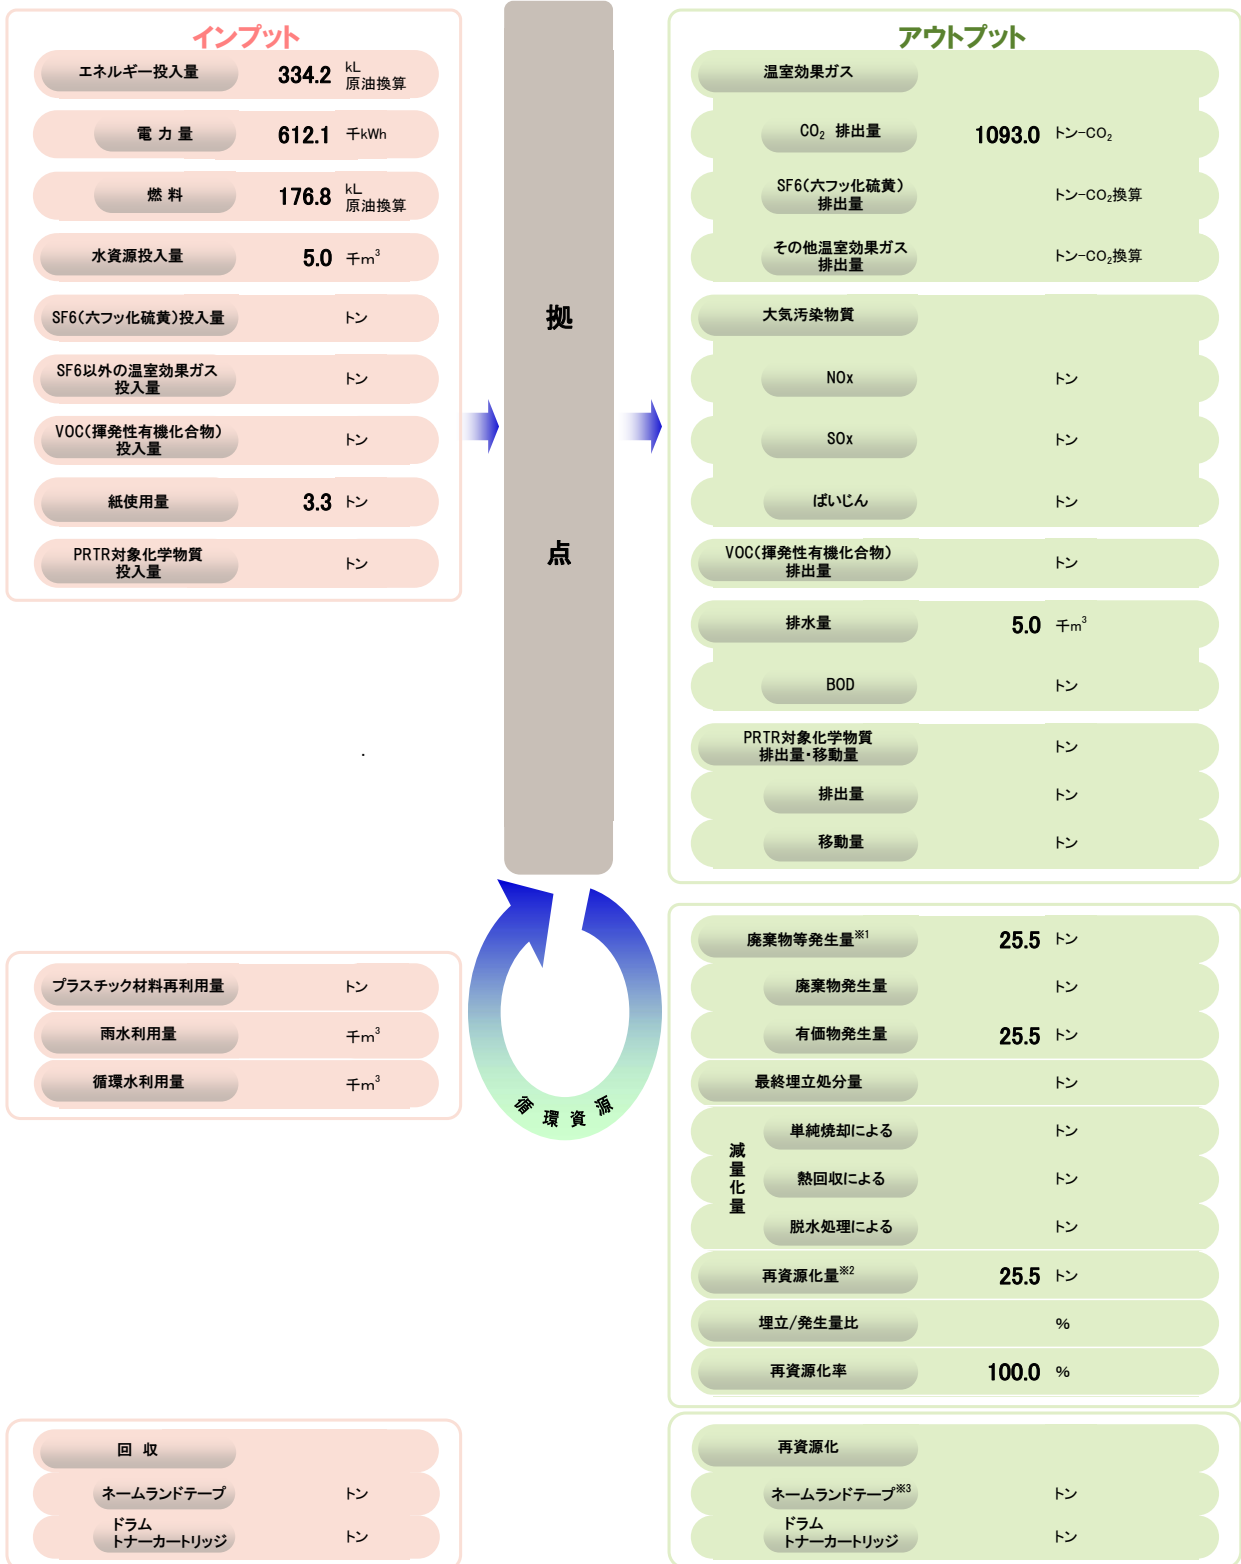 インプット
エネルギー投入量 334.2 kL
原油換算
電 力 量 612.1 千kWh
燃 料 176.8 kL
原油換算
水資源投入量 5.0 千m³
SF6(六フッ化硫黄)投入量 トン
SF6以外の温室効果ガス
投入量 トン
VOC(揮発性有機化合物)
投入量 トン
紙使用量 3.3 トン
PRTR対象化学物質
投入量 トン
拠
点
アウトプット
温室効果ガス
CO₂ 排出量 1093.0 トン-CO₂
SF6(六フッ化硫黄)
排出量 トン-CO₂換算
その他温室効果ガス
排出量 トン-CO₂換算
大気汚染物質
NOx トン
SOx トン
ばいじん トン
VOC(揮発性有機化合物)
排出量 トン
排水量 5.0 千m³
BOD トン
PRTR対象化学物質
排出量・移動量 トン
排出量 トン
移動量 トン
循環資源
プラスチック材料再利用量 トン
雨水利用量 千m³
循環水利用量 千m³
廃棄物等発生量※1 25.5 トン
廃棄物発生量 トン
有価物発生量 25.5 トン
最終埋立処分量 トン
減量化量
単純焼却による トン
熱回収による トン
脱水処理による トン
再資源化量※2 25.5 トン
埋立/発生量比 %
再資源化率 100.0 %
回 収
ネームランドテープ トン
ドラム
トナーカートリッジ トン
再資源化
ネームランドテープ※3 トン
ドラム
トナーカートリッジ トン